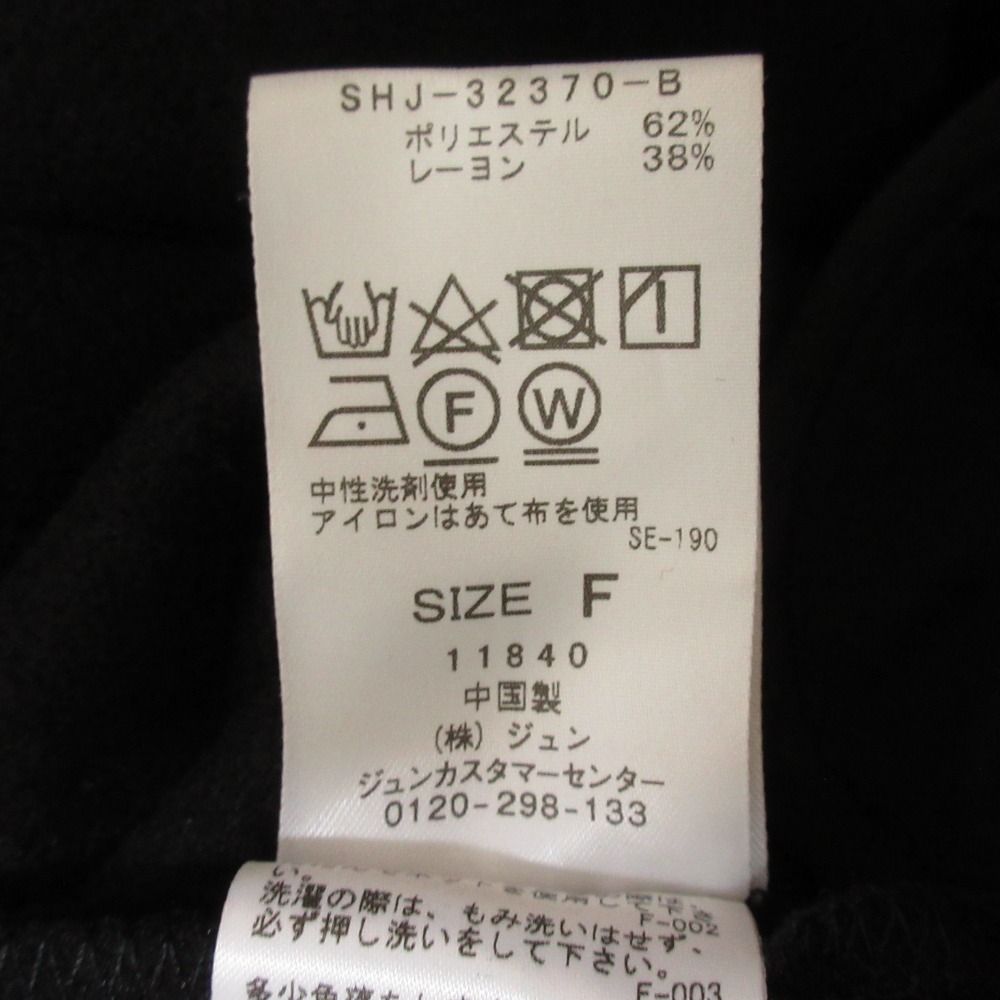 SHJ-32370-B
ポリエステル 62%
レーヨン 38%
F W
中性洗剤使用
アイロンはあて布を使用
SE-190
SIZE F
11840
中国製
(株) ジュン
ジュンカスタマーセンター
0120-298-133
い。
F-002
洗濯の際は、もみ洗いはせず、
必ず押し洗いをして下さい。
F-003
多少色